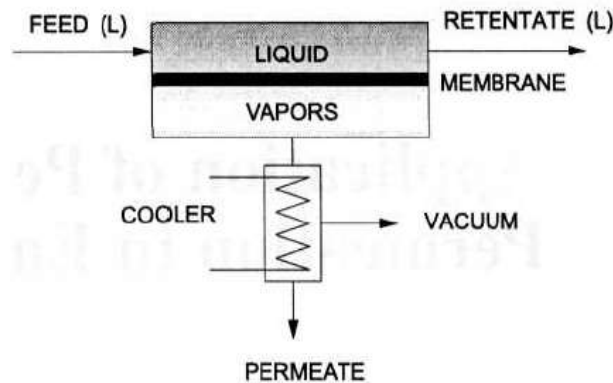 FEED (L)
RETENTATE (L)
LIQUID
MEMBRANE
VAPORS
COOLER
VACUUM
PERMEATE